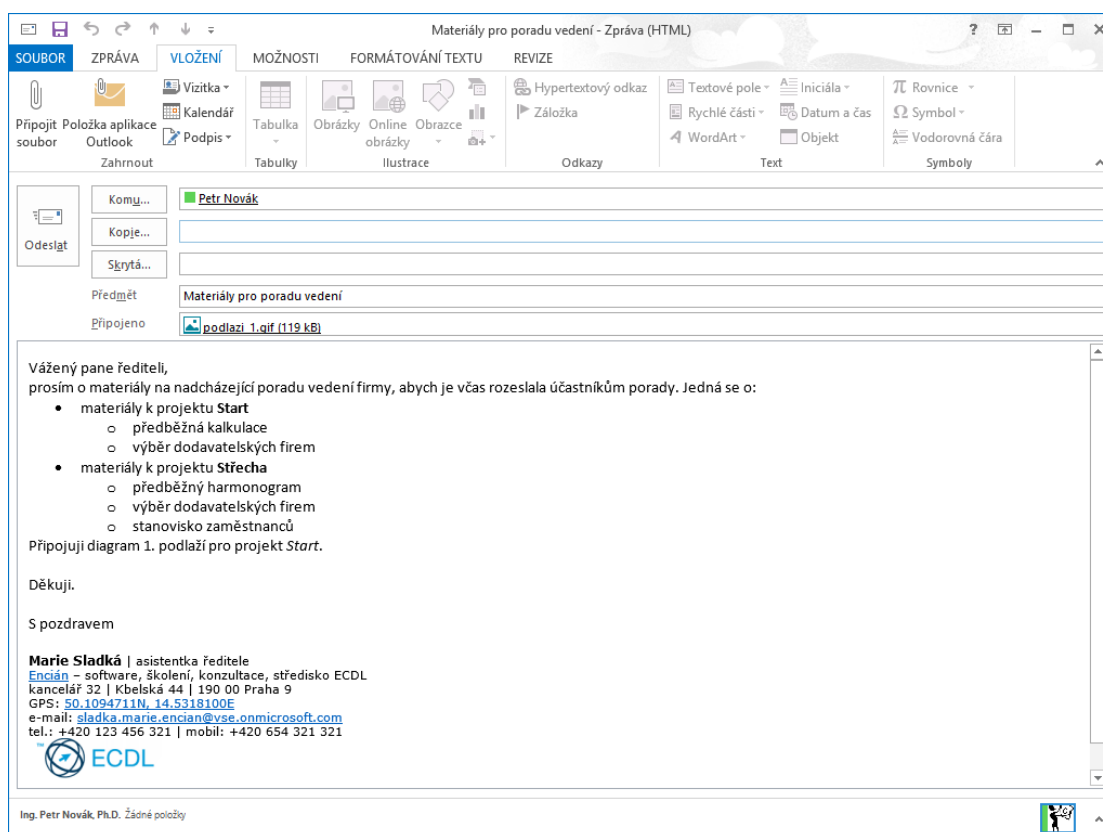 Materiály pro poradu vedení - Zpráva (HTML)
SOUBOR ZPRÁVA VLOŽENÍ MOŽNOSTI FORMÁTOVÁNÍ TEXTU REVIZE
Připojit soubor
Položka aplikace Outlook
Vizitka
Kalendář
Podpis
Zahrnout
Tabulka
Tabulky
Obrázky
Online obrázky
Obrazce
Ilustrace
Hypertextový odkaz
Záložka
Odkazy
Textové pole
Rychlé části
WordArt
Iniciála
Datum a čas
Objekt
Text
Rovnice
Symbol
Vodorovná čára
Symboly
Odeslat
Komu... Petr Novák
Kopie...
Skrytá...
Předmět Materiály pro poradu vedení
Připojeno podlazi_1.gif (119 kB)
Vážený pane řediteli,
prosím o materiály na nadcházející poradu vedení firmy, abych je včas rozeslala účastníkům porady. Jedná se o:
• materiály k projektu Start
o předběžná kalkulace
o výběr dodavatelských firem
• materiály k projektu Střecha
o předběžný harmonogram
o výběr dodavatelských firem
o stanovisko zaměstnanců
Připojuji diagram 1. podlaží pro projekt Start.
Děkuji.
S pozdravem
Marie Sladká | asistentka ředitele
Encián – software, školení, konzultace, středisko ECDL
kancelář 32 | Kbelská 44 | 190 00 Praha 9
GPS: 50.1094711N, 14.5318100E
e-mail: sladka.marie.encian@vse.onmicrosoft.com
tel.: +420 123 456 321 | mobil: +420 654 321 321
™ ECDL
Ing. Petr Novák, Ph.D. Žádné položky